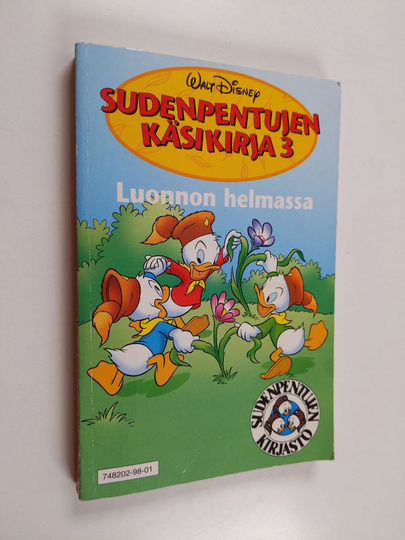 WALT DISNEY
SUDENPENTUJEN
KÄSIKIRJA 3
Luonnon helmassa
SUDENPENTUJEN
KIRJASTO
748202-98-01